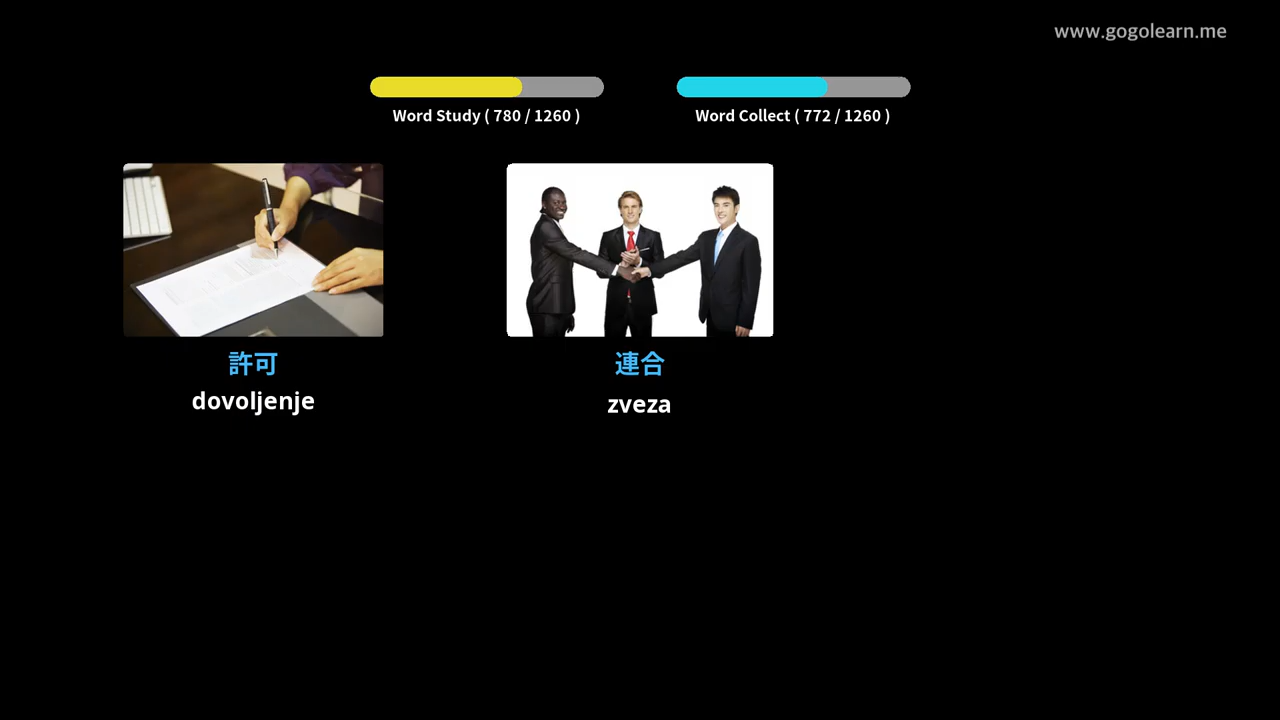 www.gogolearn.me
Word Study ( 780 / 1260 )
Word Collect ( 772 / 1260 )
許可
dovoljenje
連合
zveza